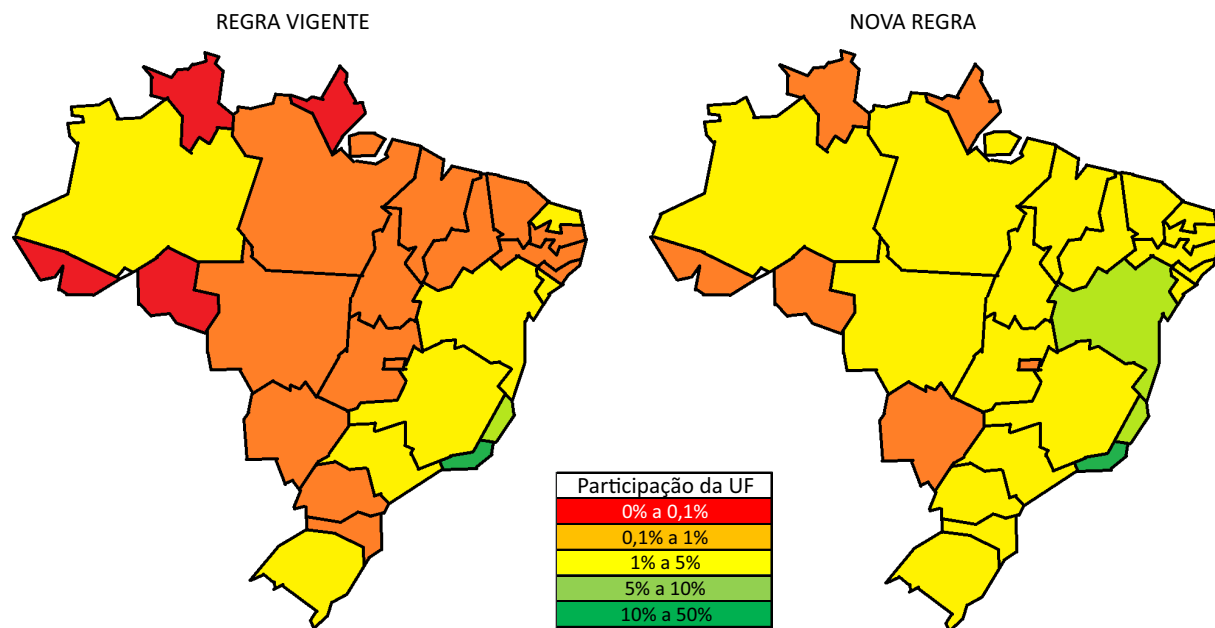 REGRA VIGENTE
NOVA REGRA
Participação da UF
0% a 0,1%
0,1% a 1%
1% a 5%
5% a 10%
10% a 50%